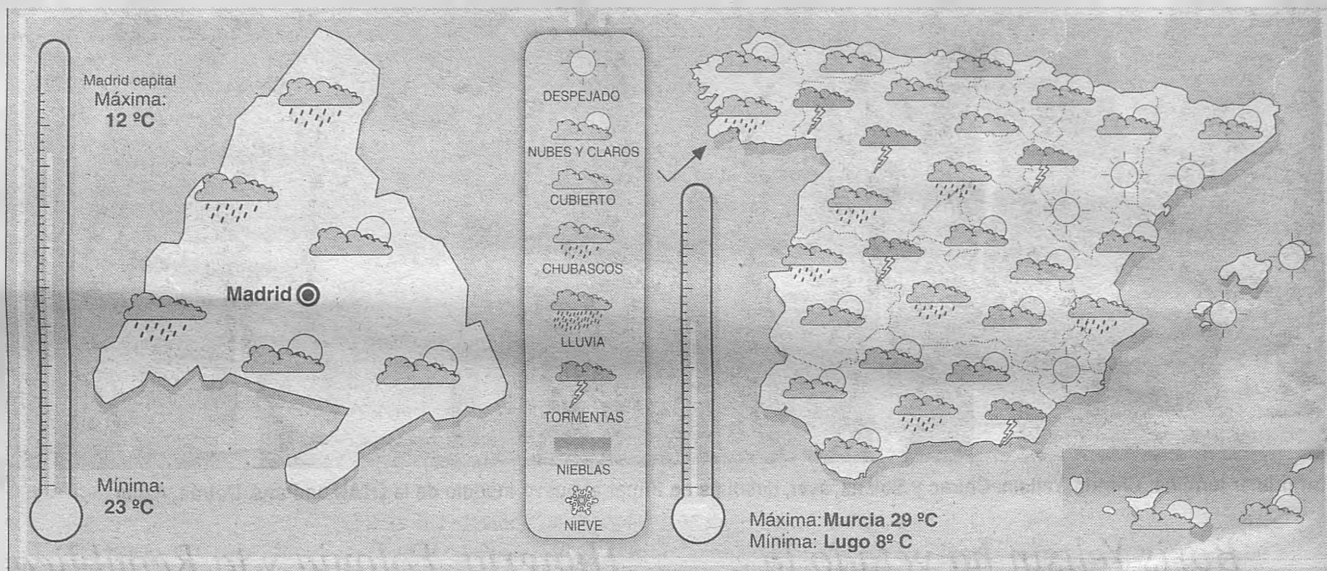 Madrid capital
Máxima:
12 ºC
Madrid
Mínima:
23 ºC
DESPEJADO
NUBES Y CLAROS
CUBIERTO
CHUBASCOS
LLUVIA
TORMENTAS
NIEBLAS
NIEVE
Máxima: Murcia 29 ºC
Mínima: Lugo 8º C